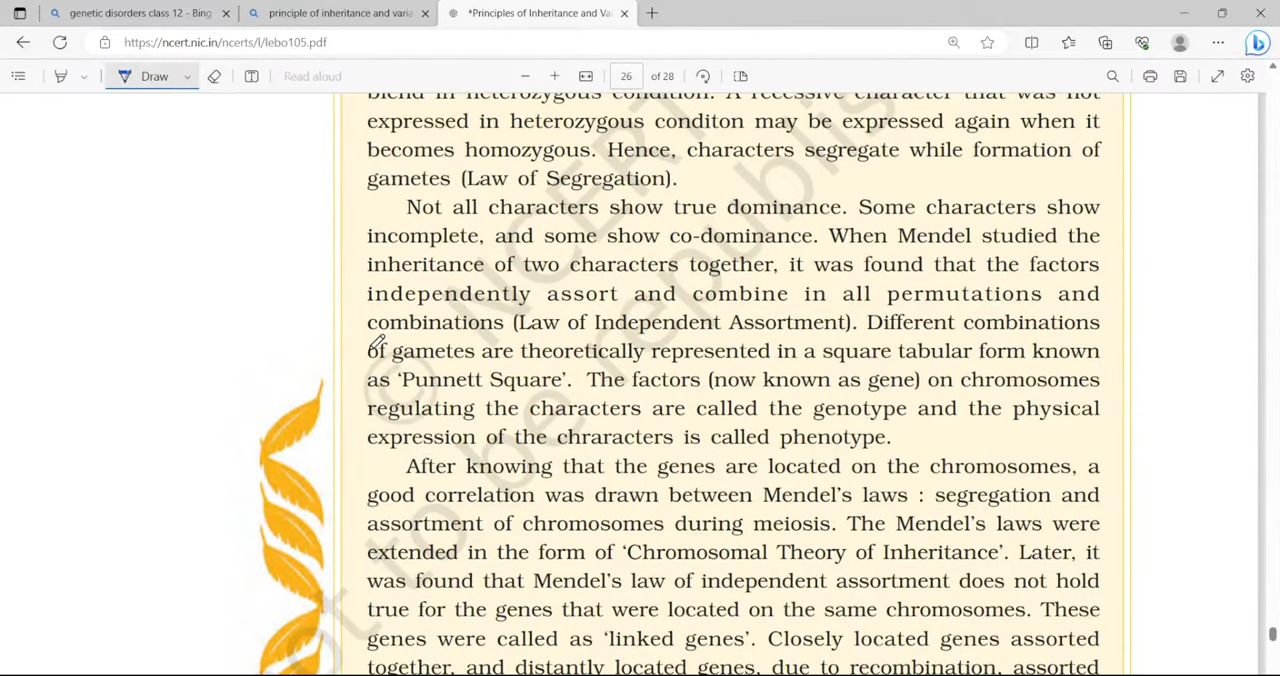 genetic disorders class 12 - Bing
principle of inheritance and varia
*Principles of Inheritance and Va
https://ncert.nic.in/ncerts/l/lebo105.pdf
Draw
Read aloud
26 of 28
blend in heterozygous condition. A recessive character that was not
expressed in heterozygous conditon may be expressed again when it
becomes homozygous. Hence, characters segregate while formation of
gametes (Law of Segregation).
Not all characters show true dominance. Some characters show
incomplete, and some show co-dominance. When Mendel studied the
inheritance of two characters together, it was found that the factors
independently assort and combine in all permutations and
combinations (Law of Independent Assortment). Different combinations
of gametes are theoretically represented in a square tabular form known
as ‘Punnett Square’. The factors (now known as gene) on chromosomes
regulating the characters are called the genotype and the physical
expression of the chraracters is called phenotype.
After knowing that the genes are located on the chromosomes, a
good correlation was drawn between Mendel’s laws : segregation and
assortment of chromosomes during meiosis. The Mendel’s laws were
extended in the form of ‘Chromosomal Theory of Inheritance’. Later, it
was found that Mendel’s law of independent assortment does not hold
true for the genes that were located on the same chromosomes. These
genes were called as ‘linked genes’. Closely located genes assorted
together, and distantly located genes, due to recombination, assorted
© NCERT
not to be republis